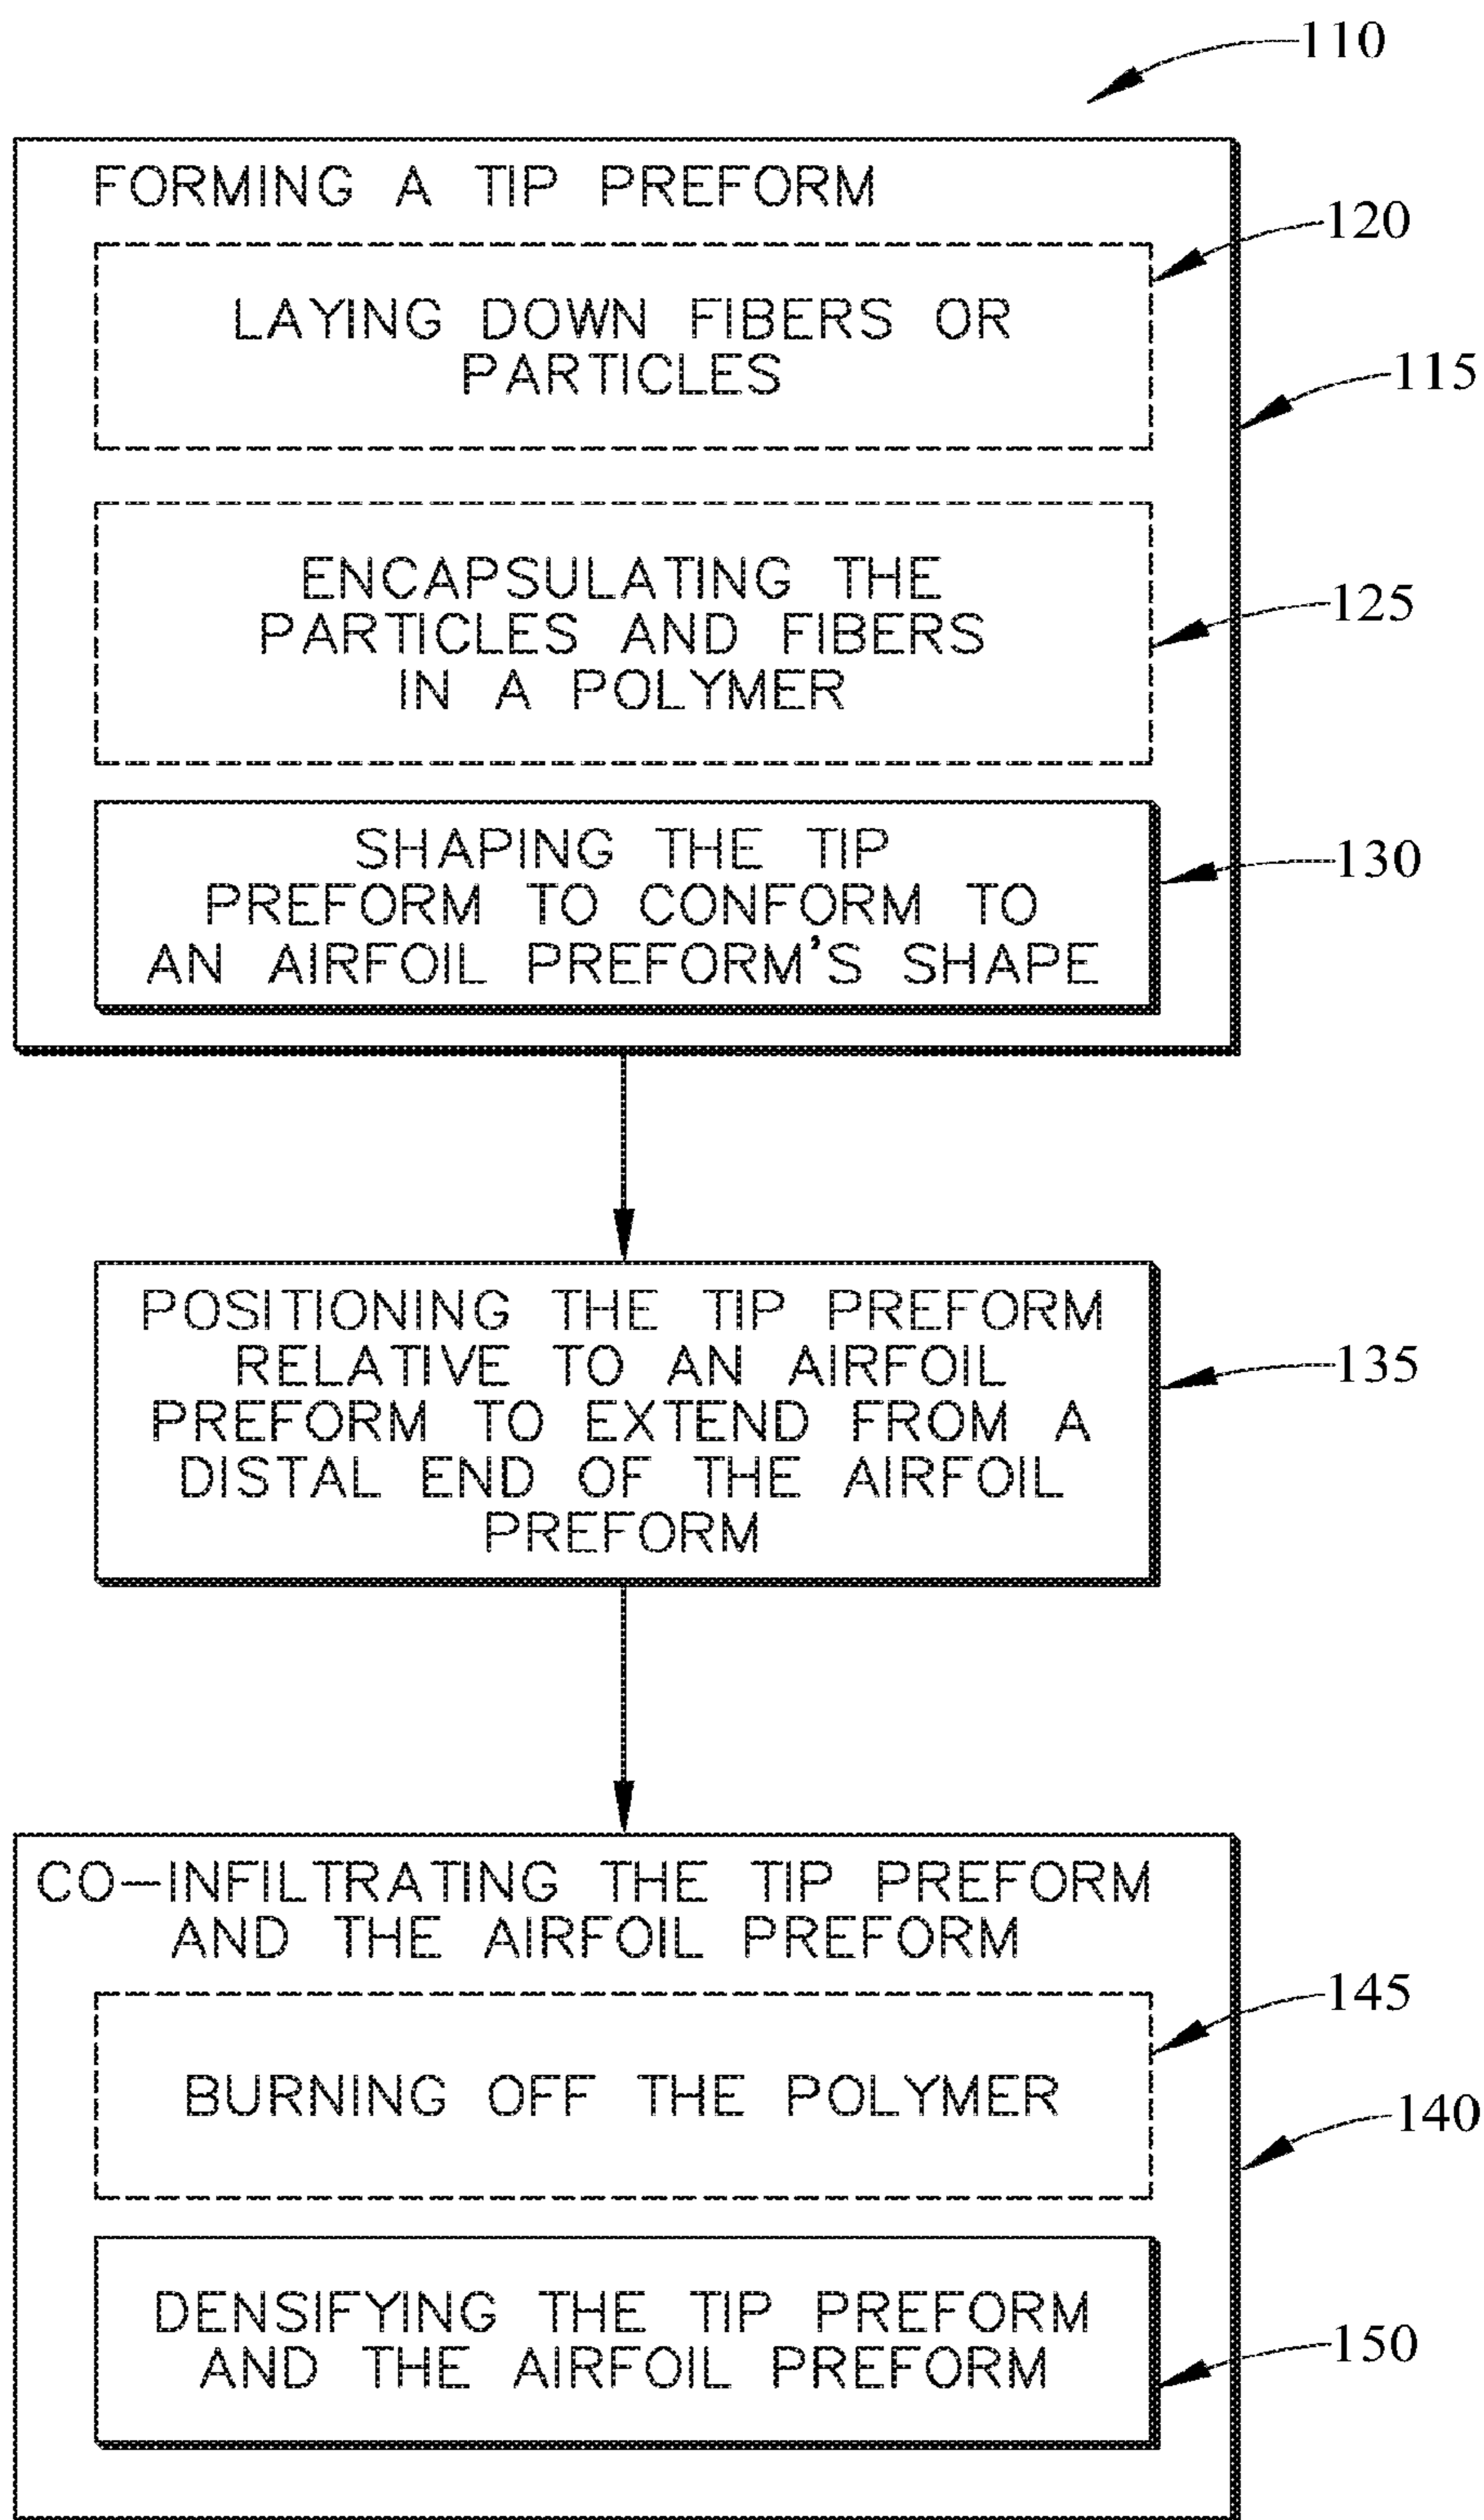 110
FORMING A TIP PREFORM
120
LAYING DOWN FIBERS OR
PARTICLES
115
ENCAPSULATING THE
PARTICLES AND FIBERS
IN A POLYMER
125
SHAPING THE TIP
PREFORM TO CONFORM TO
AN AIRFOIL PREFORM'S SHAPE
130
POSITIONING THE TIP PREFORM
RELATIVE TO AN AIRFOIL
PREFORM TO EXTEND FROM A
DISTAL END OF THE AIRFOIL
PREFORM
135
CO-INFILTRATING THE TIP PREFORM
AND THE AIRFOIL PREFORM
145
BURNING OFF THE POLYMER
140
DENSIFYING THE TIP PREFORM
AND THE AIRFOIL PREFORM
150